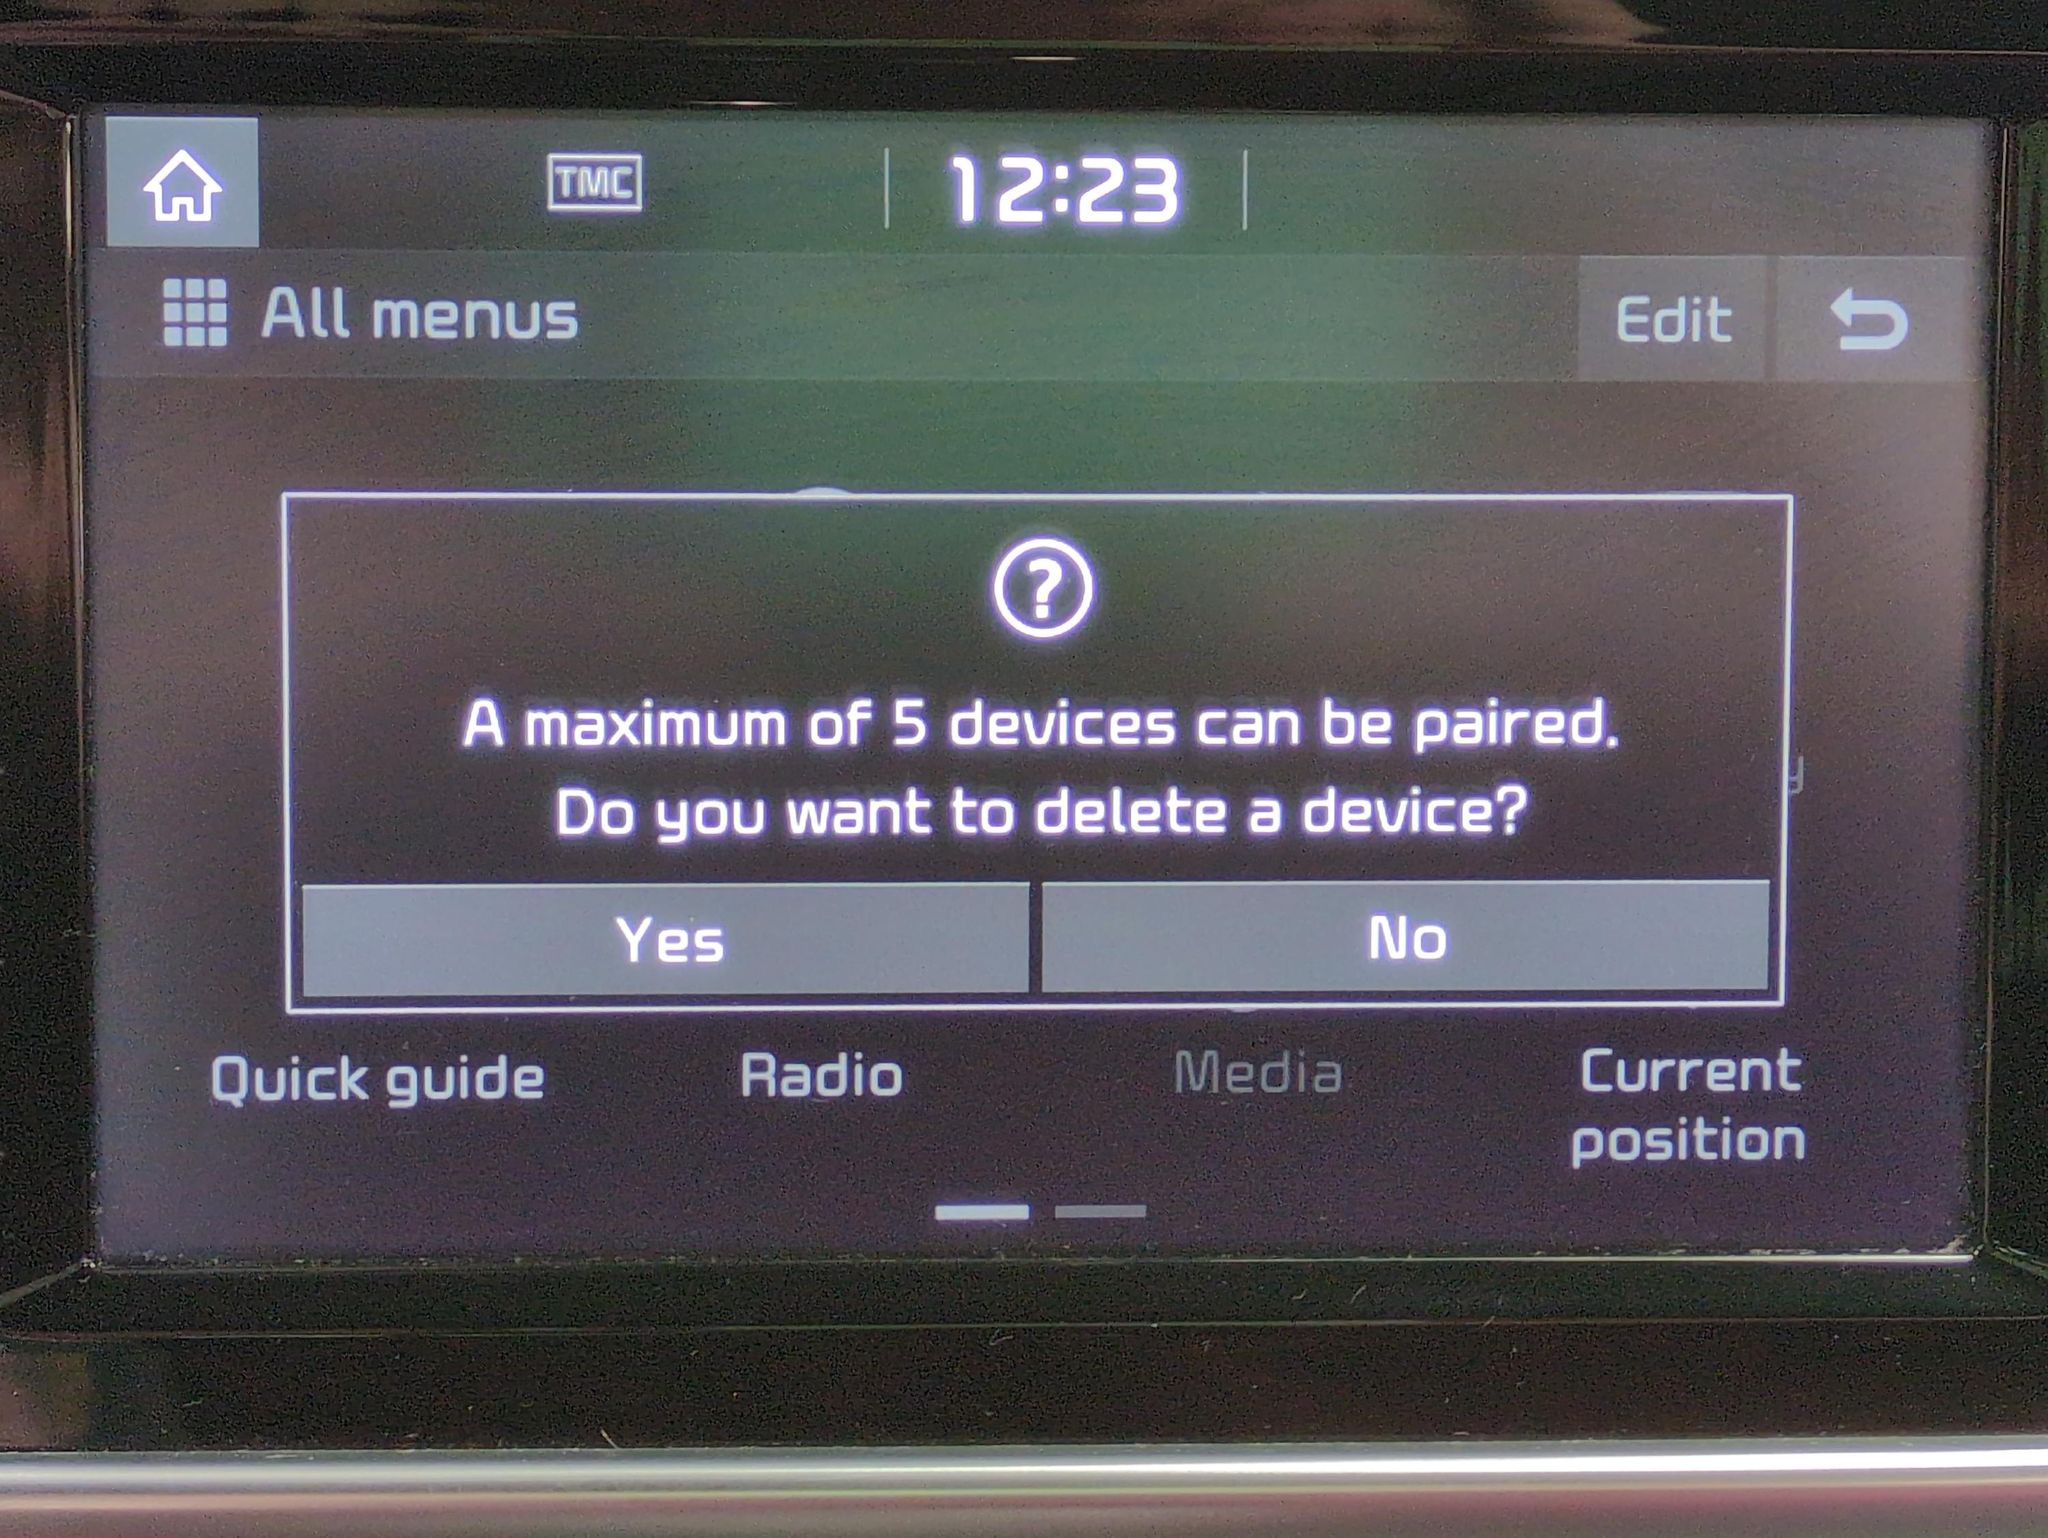 TMC
12:23
All menus
Edit
?
A maximum of 5 devices can be paired.
Do you want to delete a device?
Yes
No
Quick guide
Radio
Media
Current
position